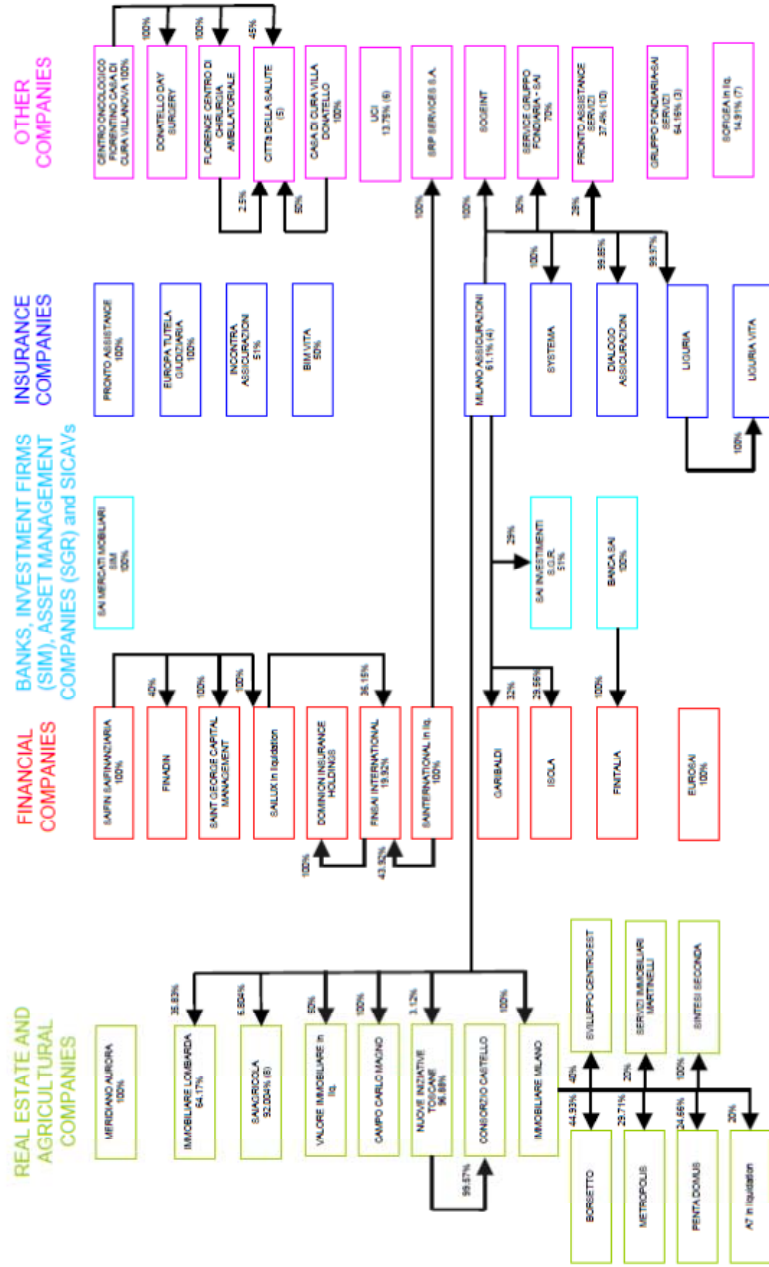 REAL ESTATE AND
AGRICULTURAL
COMPANIES
MERIDIANO AURORA
100%
35.83%
IMMOBILIARE LOMBARDA
64.17%
6.804%
SAIAGRICOLA
92.004% (8)
50%
VALORE IMMOBILIARE in
liq.
100%
CAMPO CARLO MAGNO
3.12%
NUOVE INIZIATIVE
TOSCANE
96.88%
99.57%
CONSORZIO CASTELLO
100%
IMMOBILIARE MILANO
44.93%
BORSETTO
40%
SVILUPPO CENTRO EST
29.71%
METROPOLIS
20%
SERVIZI IMMOBILIARI
MARTINELLI
24.66%
PENTA DOMUS
100%
SINTESI SECONDA
20%
A7 in liquidation
FINANCIAL
COMPANIES
SAIFIN SAIFINANZIARIA
100%
40%
FINADIN
100%
SAINT GEORGE CAPITAL
MANAGEMENT
100%
SAILUX in liquidation
100%
DOMINION INSURANCE
HOLDINGS
36.15%
FINSAI INTERNATIONAL
19.92%
43.92%
SAINTERNATIONAL in liq.
100%
32%
GARIBALDI
29.56%
ISOLA
100%
FINITALIA
EUROSAI
100%
BANKS, INVESTMENT FIRMS
(SIM), ASSET MANAGEMENT
COMPANIES (SGR) and SICAVs
SAI MERCATI MOBILIARI
SIM
100%
29%
SAI INVESTIMENTI
S.G.R.
51%
BANCA SAI
100%
INSURANCE
COMPANIES
PRONTO ASSISTANCE
100%
EUROPA TUTELA
GIUDIZIARIA
100%
INCONTRA
ASSICURAZIONI
51%
BIM VITA
50%
MILANO ASSICURAZIONI
61.1% (4)
100%
SYSTEMA
99.85%
DIALOGO
ASSICURAZIONI
99.97%
LIGURIA
100%
LIGURIA VITA
OTHER
COMPANIES
CENTRO ONCOLOGICO
FIORENTINO CASA DI
CURA VILLANOVA 100%
100%
DONATELLO DAY
SURGERY
100%
FLORENCE CENTRO DI
CHIRURGIA
AMBULATORIALE
45%
2.5%
CITTà DELLA SALUTE
(5)
50%
CASA DI CURA VILLA
DONATELLO
100%
UCI
13.75% (6)
100%
SRP SERVICES S.A.
100%
SOGEINT
30%
SERVICE GRUPPO
FONDIARIA - SAI
70%
28%
PRONTO ASSISTANCE
SERVIZI
37.4% (10)
GRUPPO FONDIARIA-SAI
SERVIZI
64.16% (3)
SOFIGEA in liq.
14.91% (7)